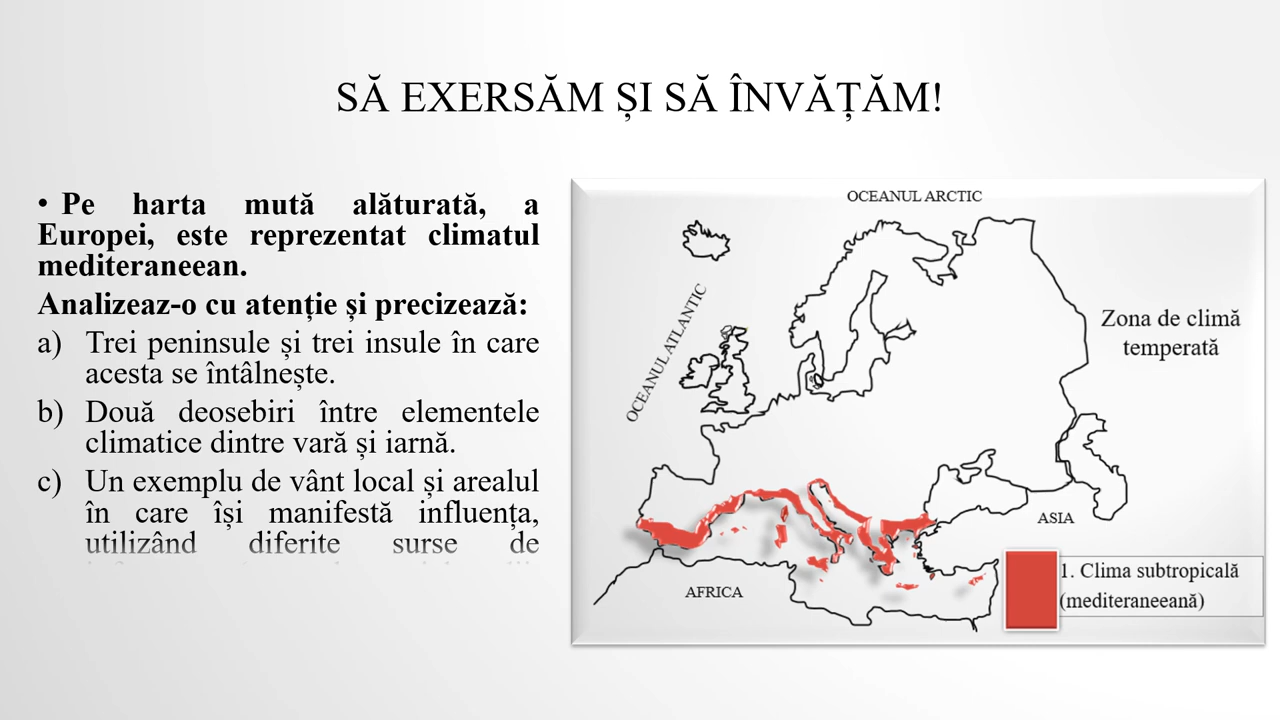 SĂ EXERSĂM ȘI SĂ ÎNVĂȚĂM!
• Pe harta mută alăturată, a
Europei, este reprezentat climatul
mediteraneean.
Analizeaz-o cu atenție și precizează:
a) Trei peninsule și trei insule în care
acesta se întâlnește.
b) Două deosebiri între elementele
climatice dintre vară și iarnă.
c) Un exemplu de vânt local și arealul
în care își manifestă influența,
utilizând diferite surse de
OCEANUL ARCTIC
OCEANUL ATLANTIC
Zona de climă
temperată
ASIA
AFRICA
1. Clima subtropicală
(mediteraneeană)